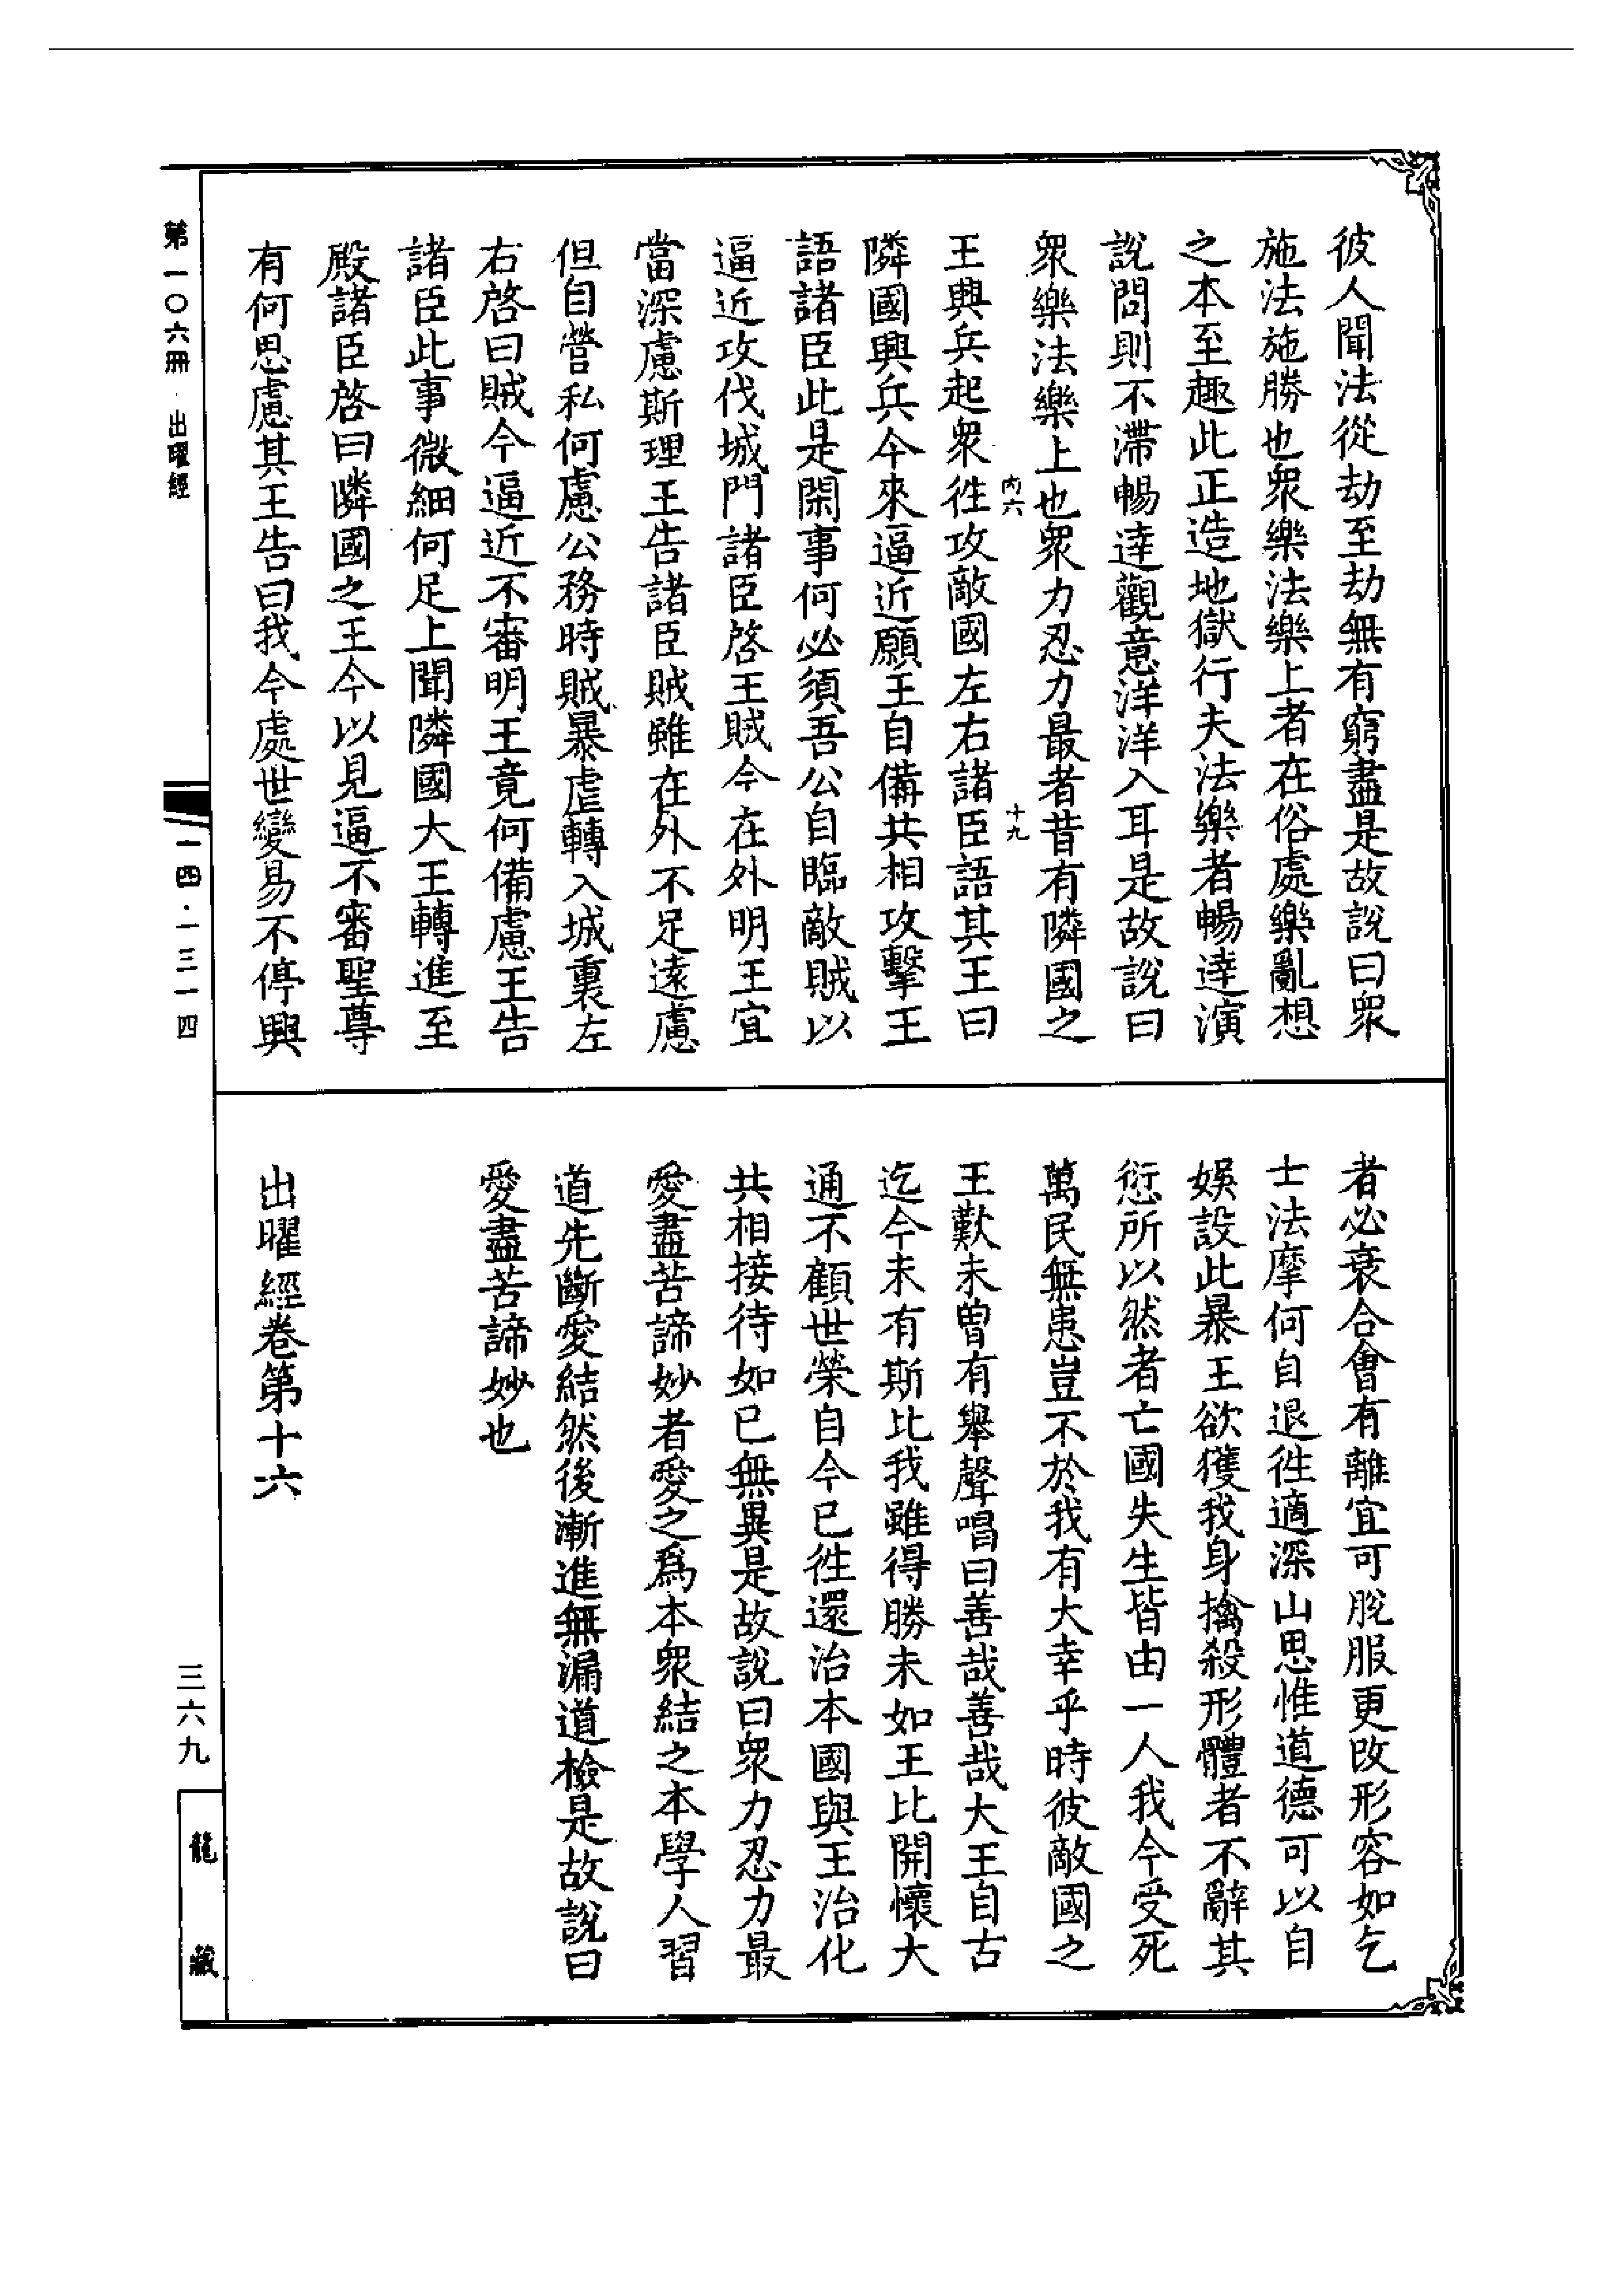 彼人聞法從劫至劫無有窮盡是故說曰衆
施法施勝也衆樂法樂上者在俗處樂亂想
之本至趣此正造地獄行夫法樂者暢達演
說問則不滯暢達觀意洋洋入耳是故說曰
衆樂法樂上也衆力忍力最者昔有隣國之
內六 十九
王興兵起衆徃攻敵國左右諸臣語其王曰
隣國興兵今來逼近願王自備共相攻擊王
語諸臣此是閑事何必須吾公自臨敵賊以
逼近攻伐城門諸臣啓王賊今在外明王宜
當深慮斯理王告諸臣賊雖在外不足遠慮
但自營私何慮公務時賊暴虐轉入城裏左
右啓曰賊今逼近不審明王竟何備慮王告
諸臣此事微細何足上聞隣國大王轉進至
殿諸臣啓曰隣國之王今以見逼不審聖尊
有何思慮其王告曰我今處世變易不停興
者必衰合會有離宜可脫服更改形容如乞
士法摩何自退徃適深山思惟道德可以自
娛設此暴王欲獲我身擒殺形體者不辭其
愆所以然者亡國失生皆由一人我今受死
萬民無患豈不於我有大幸乎時彼敵國之
王歎未曾有舉聲唱曰善哉善哉大王自古
迄今未有斯比我雖得勝未如王比開懷大
通不顧世榮自今已徃還治本國與王治化
共相接待如已無異是故說曰衆力忍力最
愛盡苦諦妙者愛之爲本衆結之本學人習
道先斷愛結然後漸進無漏道檢是故說曰
愛盡苦諦妙也
出曜經卷第十六
第一〇六冊 · 出曜經
一四 · 一三一四
三六九
龍藏